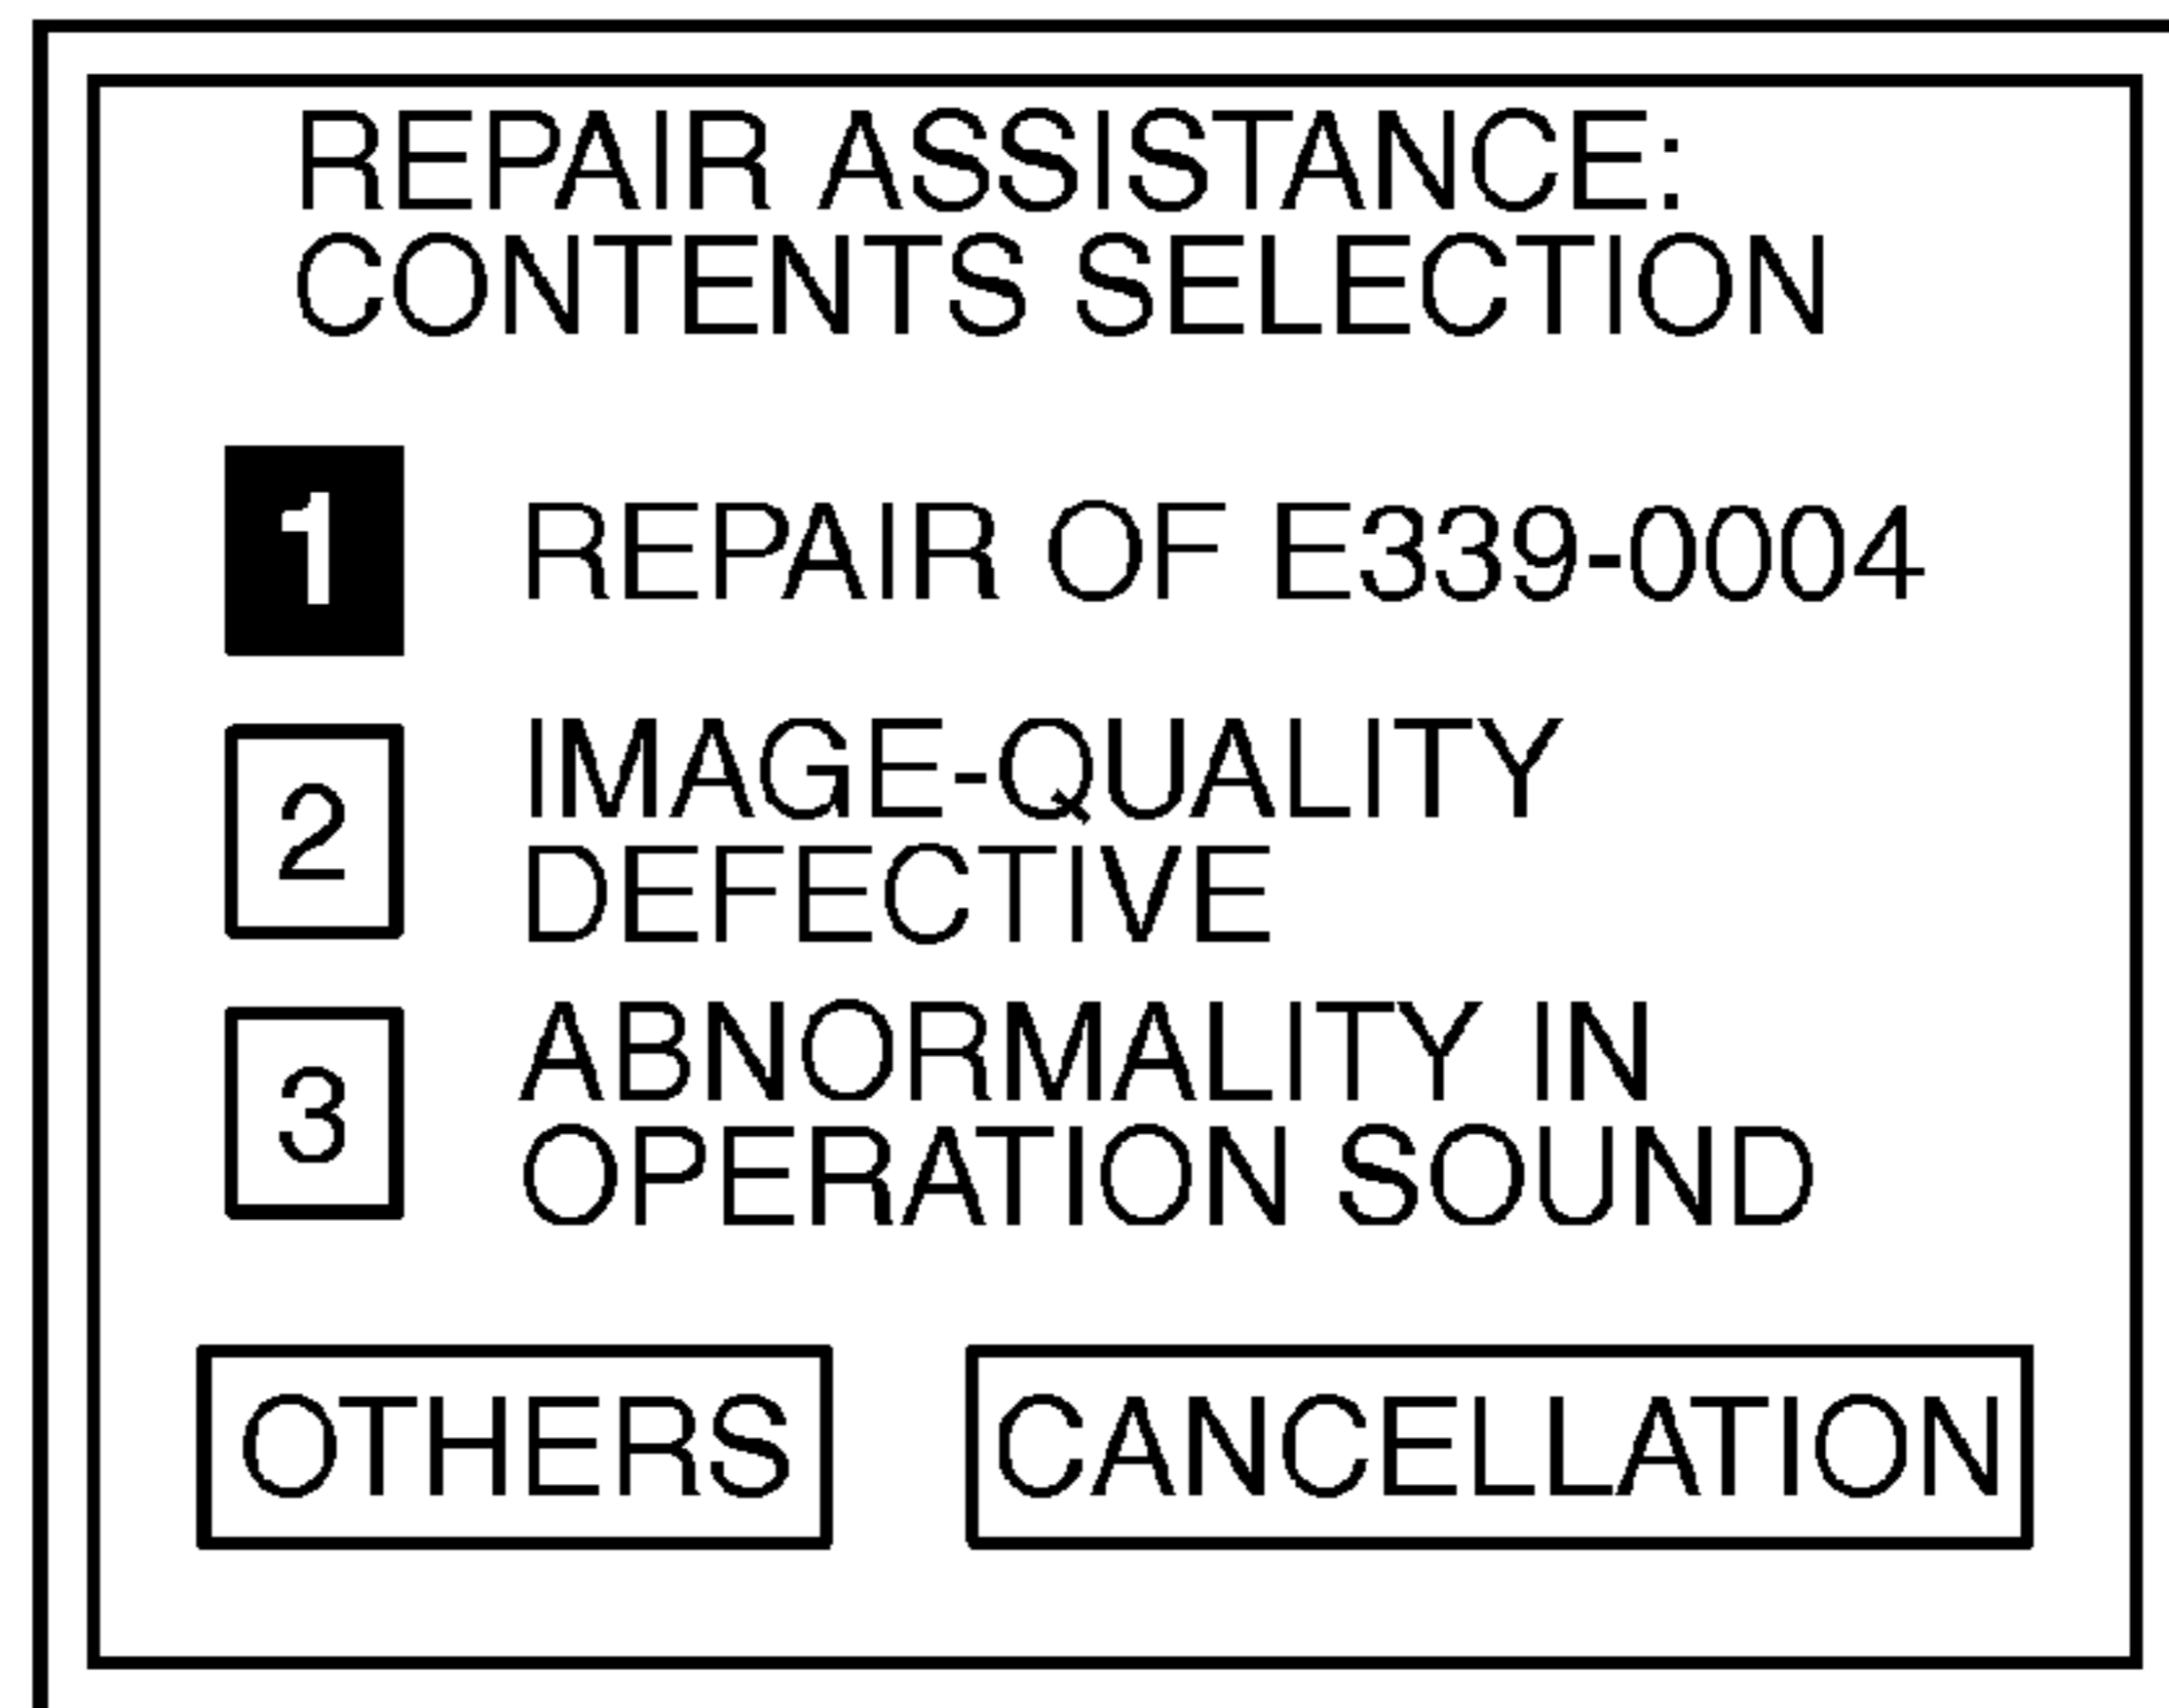 REPAIR ASSISTANCE:
CONTENTS SELECTION
1 REPAIR OF E339-0004
2 IMAGE-QUALITY
DEFECTIVE
3 ABNORMALITY IN
OPERATION SOUND
OTHERS CANCELLATION